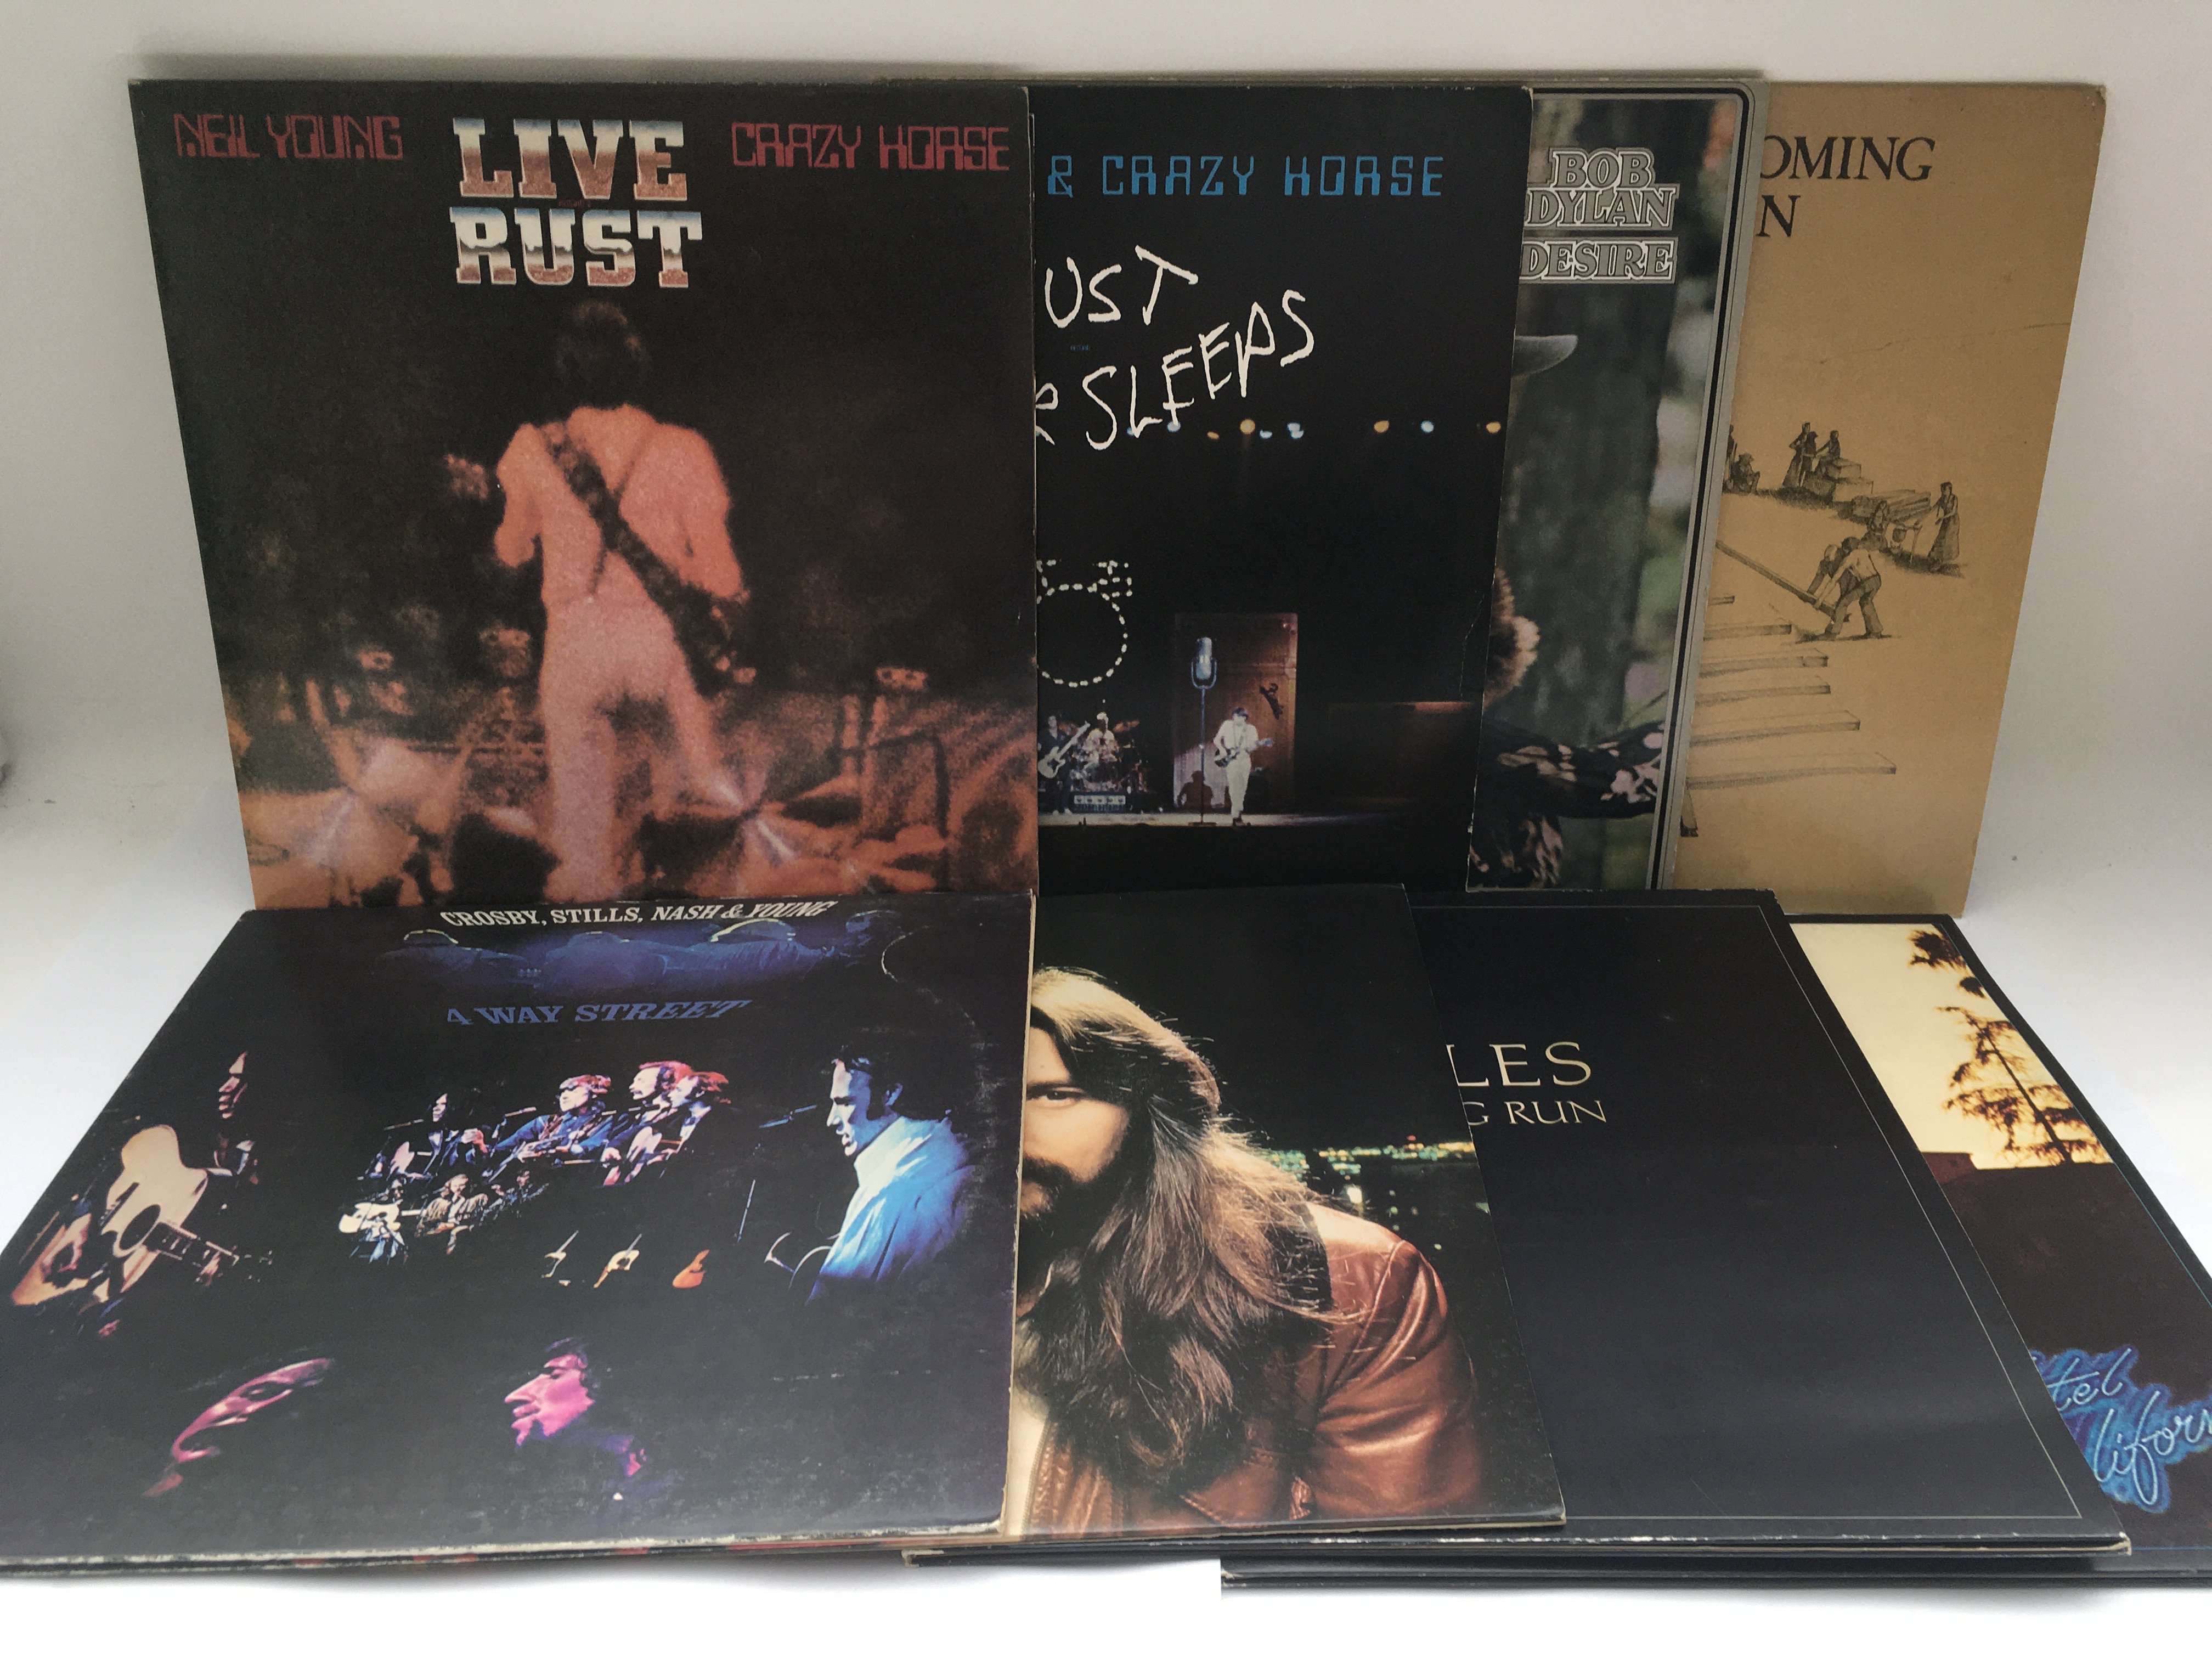 NEIL YOUNG LIVE RUST CRAZY HORSE
& CRAZY HORSE
UST
R SLEEPS
BOB
DYLAN
DESIRE
OMING
N
CROSBY, STILLS, NASH & YOUNG
4 WAY STREET
LES
G RUN
tel
liforn